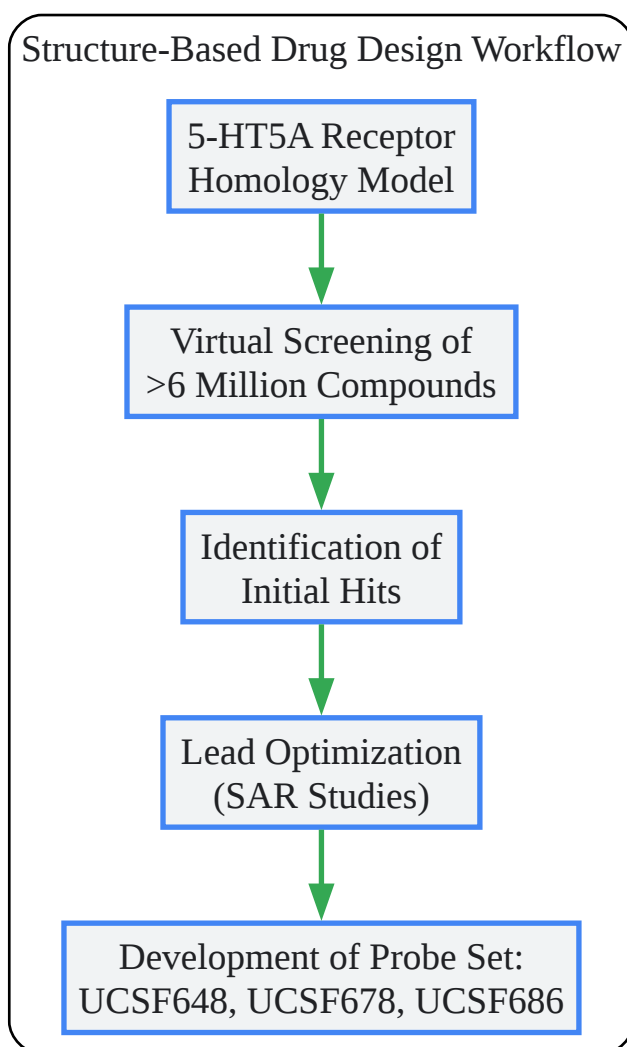 Structure-Based Drug Design Workflow
5-HT5A Receptor
Homology Model
Virtual Screening of
>6 Million Compounds
Identification of
Initial Hits
Lead Optimization
(SAR Studies)
Development of Probe Set:
UCSF648, UCSF678, UCSF686